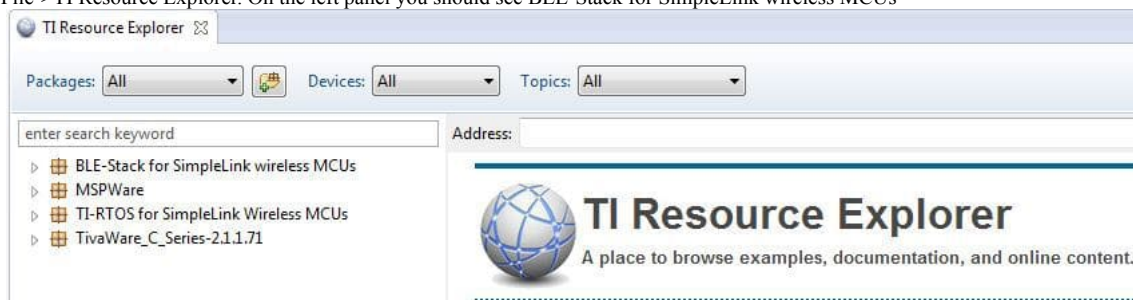 File > TI Resource Explorer. On the left panel you should see BLE-Stack for SimpleLink wireless MCUs
TI Resource Explorer
Packages: All Devices: All Topics: All
enter search keyword
Address:
BLE-Stack for SimpleLink wireless MCUs
MSPWare
TI-RTOS for SimpleLink Wireless MCUs
TivaWare_C_Series-2.1.1.71
TI Resource Explorer
A place to browse examples, documentation, and online content.